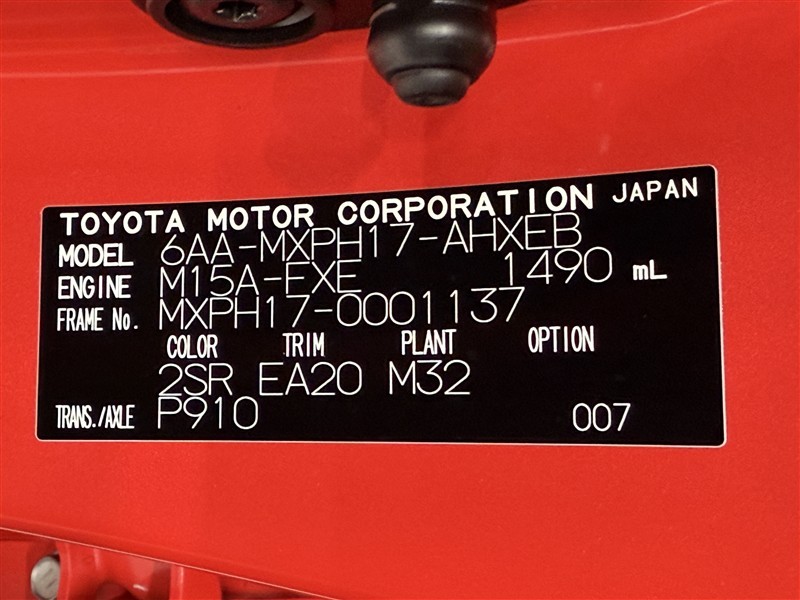 TOYOTA MOTOR CORPORATION JAPAN
MODEL 6AA-MXPH17-AHXEB
ENGINE M15A-FXE 1490 mL
FRAME No. MXPH17-0001137
COLOR TRIM PLANT OPTION
2SR EA20 M32
TRANS./AXLE P910 007